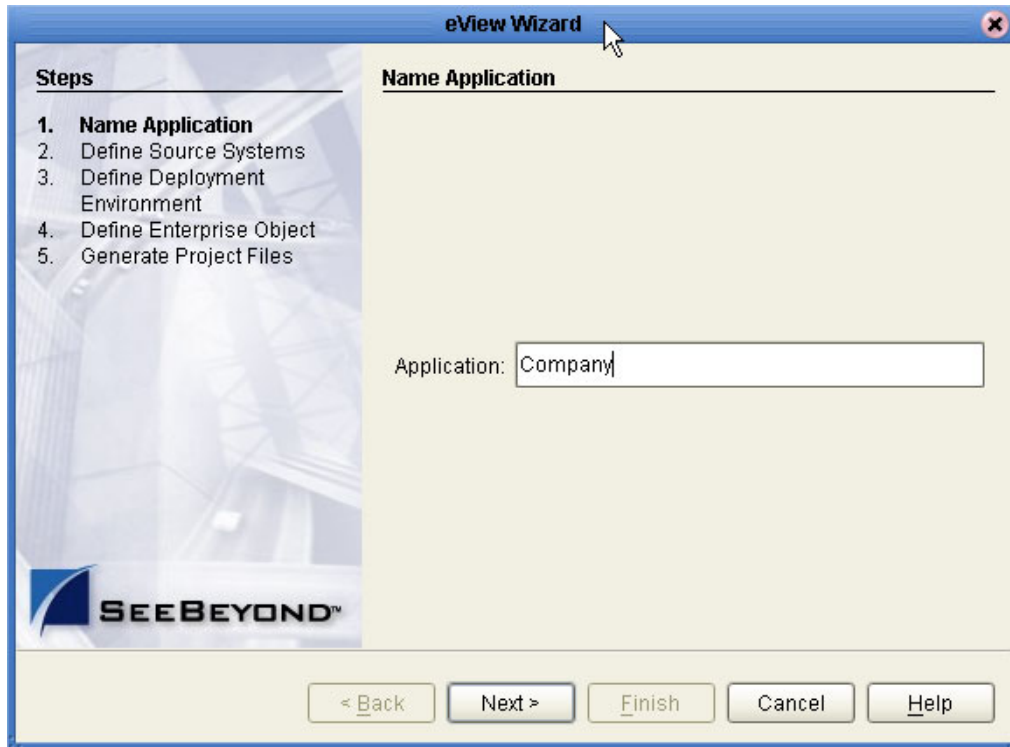 eView Wizard
Steps
1. Name Application
2. Define Source Systems
3. Define Deployment
Environment
4. Define Enterprise Object
5. Generate Project Files
SEEBEYOND™
Name Application
Application: Company
< Back Next > Finish Cancel Help